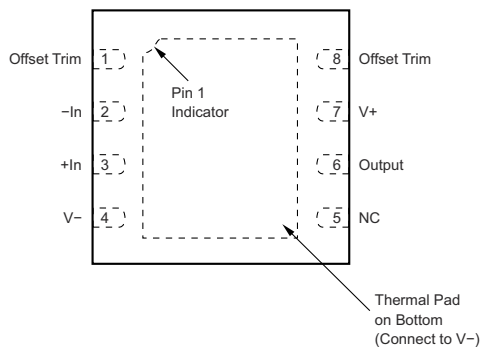 Offset Trim 1
8 Offset Trim
Pin 1
Indicator
−In 2
7 V+
+In 3
6 Output
V− 4
5 NC
Thermal Pad
on Bottom
(Connect to V−)